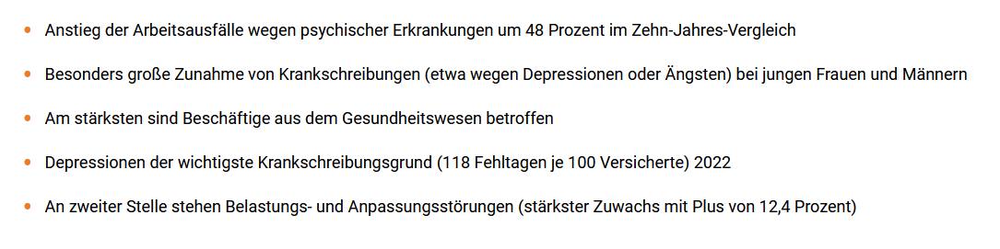 Anstieg der Arbeitsausfälle wegen psychischer Erkrankungen um 48 Prozent im Zehn-Jahres-Vergleich
Besonders große Zunahme von Krankschreibungen (etwa wegen Depressionen oder Ängsten) bei jungen Frauen und Männern
Am stärksten sind Beschäftige aus dem Gesundheitswesen betroffen
Depressionen der wichtigste Krankschreibungsgrund (118 Fehltagen je 100 Versicherte) 2022
An zweiter Stelle stehen Belastungs- und Anpassungsstörungen (stärkster Zuwachs mit Plus von 12,4 Prozent)